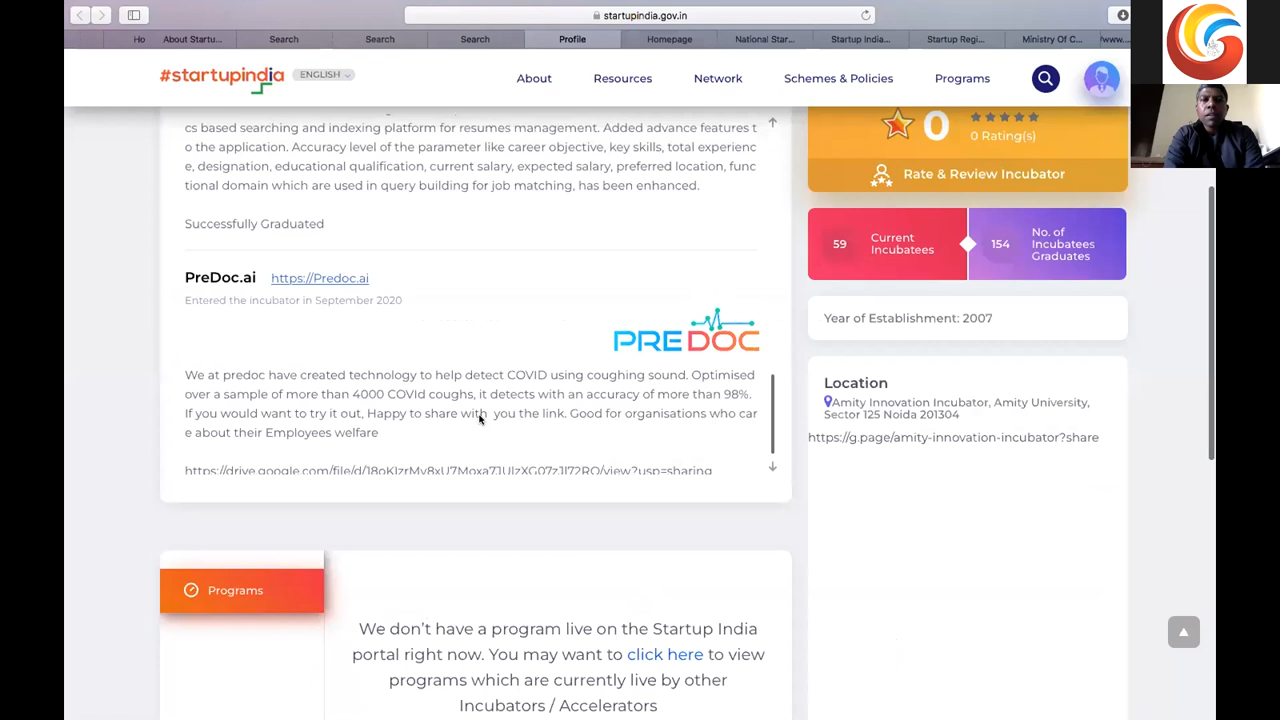 startupindia.gov.in
Ho
About Startu...
Search
Search
Search
Profile
Homepage
National Star...
Startup India...
Startup Regi...
Ministry Of C...
/www...
#startupindia
ENGLISH
About
Resources
Network
Schemes & Policies
Programs
cs based searching and indexing platform for resumes management. Added advance features t
o the application.Accuracy level of the parameter like career objective, key skills, total experienc
e, designation, educational qualification, current salary, expected salary, preferred location, func
tional domain which are used in query building for job matching, has been enhanced.
Successfully Graduated
PreDoc.ai https://Predoc.ai
Entered the incubator in September 2020
PREDOC
We at predoc have created technology to help detect COVID using coughing sound. Optimised
over a sample of more than 4000 COVId coughs, it detects with an accuracy of more than 98%.
If you would want to try it out, Happy to share with you the link. Good for organisations who car
e about their Employees welfare
0
0 Rating(s)
Rate & Review Incubator
59
Current
Incubatees
154
No. of
Incubatees
Graduates
Year of Establishment: 2007
Location
Amity Innovation Incubator, Amity University,
Sector 125 Noida 201304
https://g.page/amity-innovation-incubator?share
Programs
We don't have a program live on the Startup India
portal right now. You may want to click here to view
programs which are currently live by other
Incubators / Accelerators